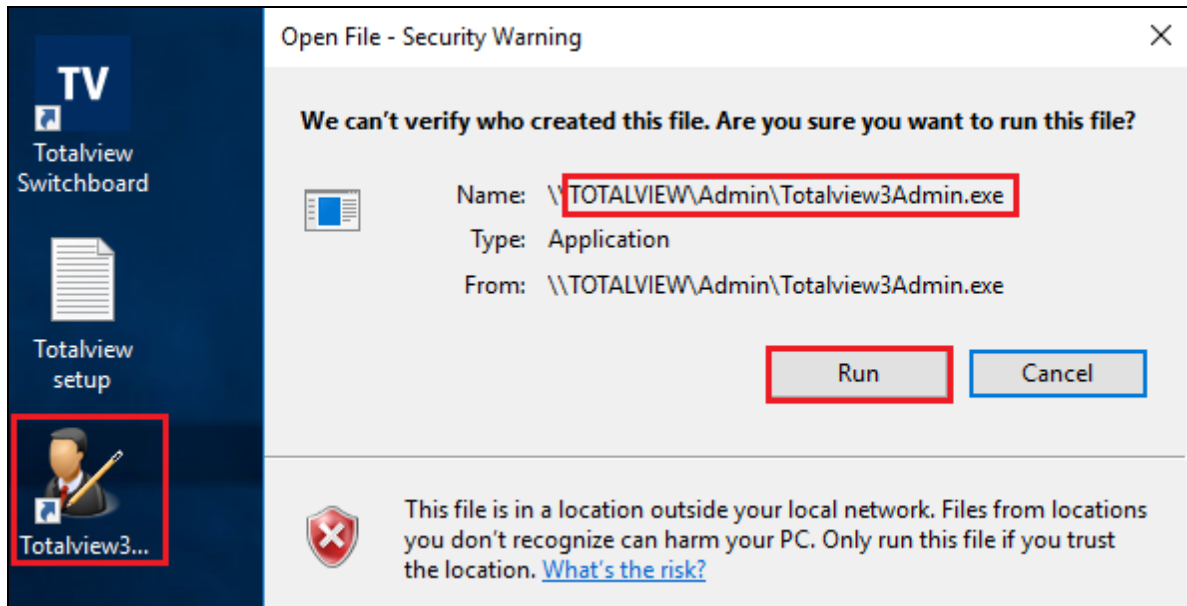 TV
Totalview
Switchboard
Totalview
setup
Totalview3...
Open File - Security Warning
We can't verify who created this file. Are you sure you want to run this file?
Name: \\TOTALVIEW\Admin\Totalview3Admin.exe
Type: Application
From: \\TOTALVIEW\Admin\Totalview3Admin.exe
Run Cancel
This file is in a location outside your local network. Files from locations
you don't recognize can harm your PC. Only run this file if you trust
the location. What's the risk?